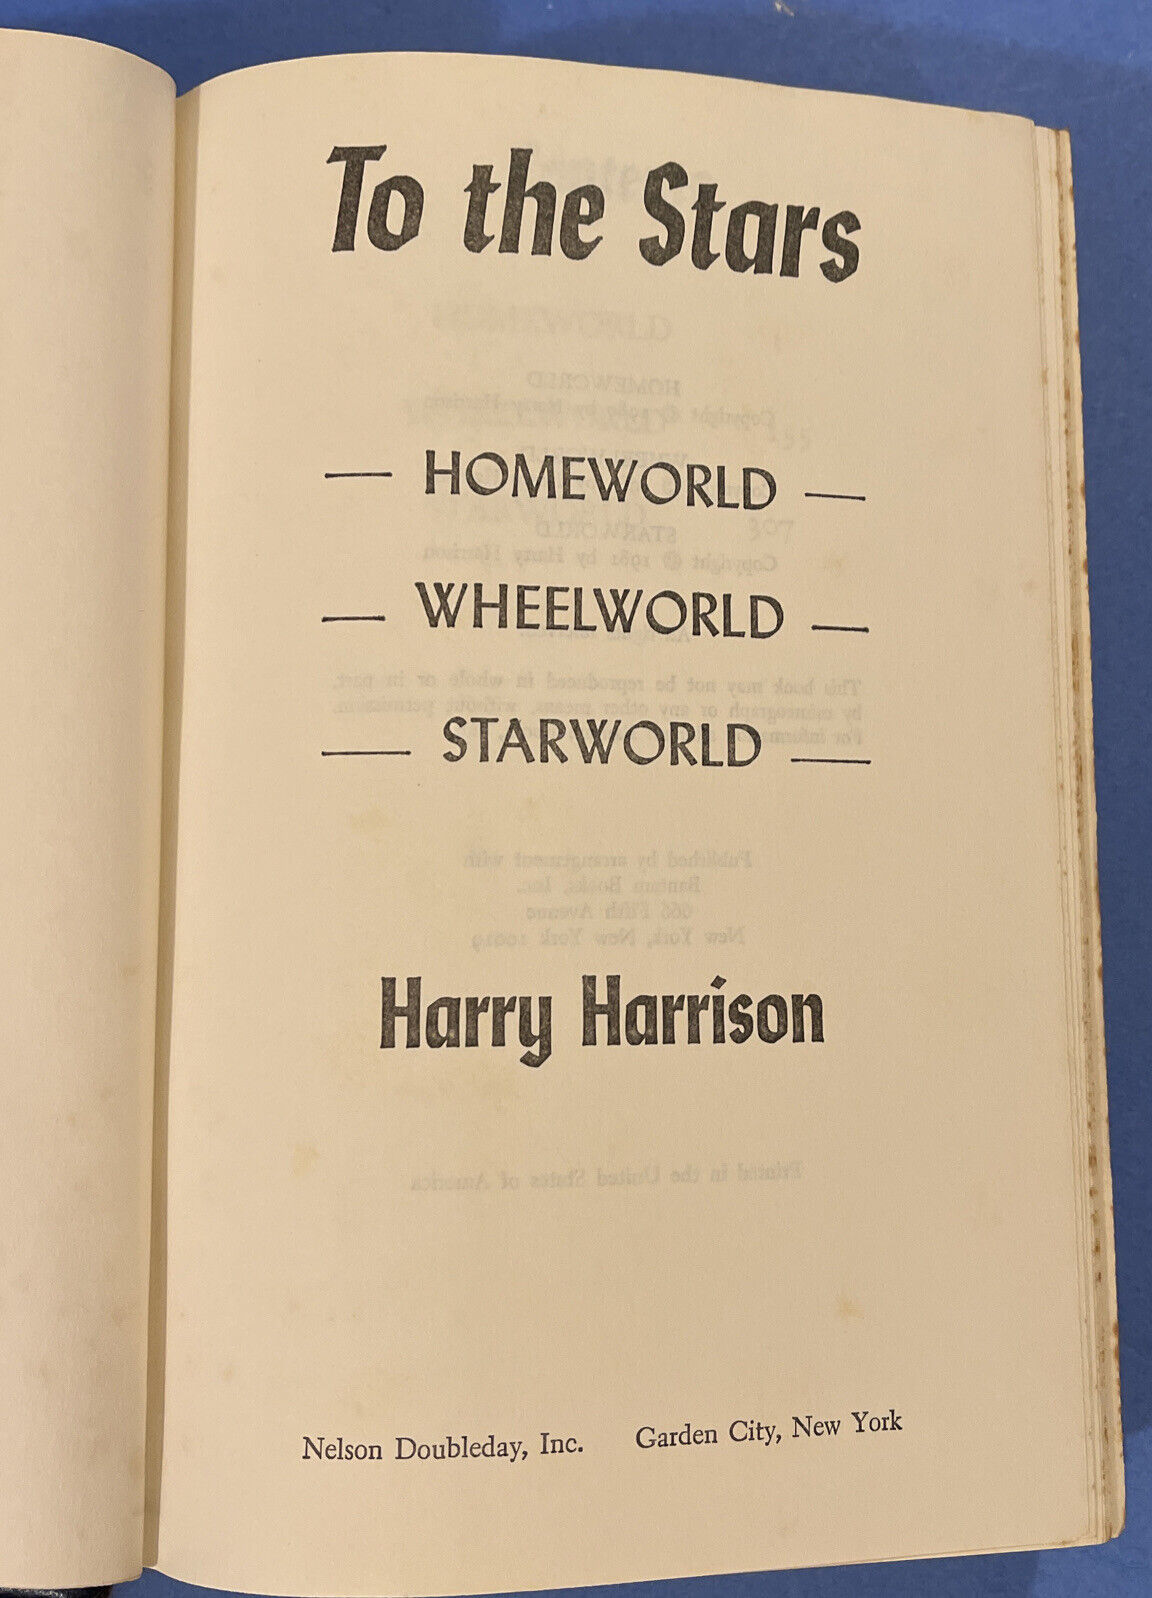 To the Stars
— HOMEWORLD —
— WHEELWORLD —
— STARWORLD —
Harry Harrison
Nelson Doubleday, Inc. Garden City, New York